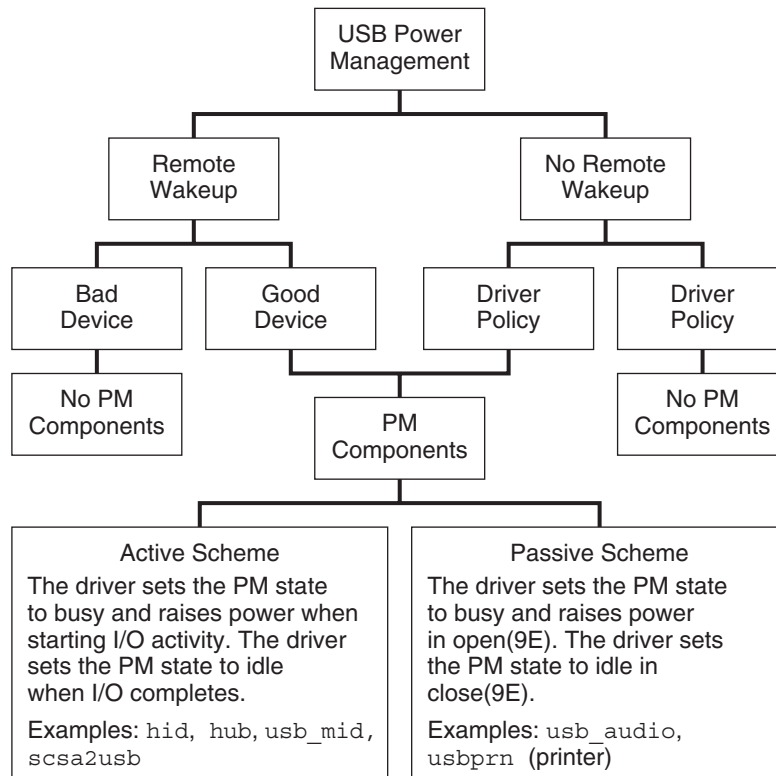 USB Power
Management
Remote
Wakeup
No Remote
Wakeup
Bad
Device
Good
Device
Driver
Policy
Driver
Policy
No PM
Components
PM
Components
No PM
Components
Active Scheme
The driver sets the PM state
to busy and raises power when
starting I/O activity. The driver
sets the PM state to idle
when I/O completes.
Examples: hid, hub, usb_mid,
scsa2usb
Passive Scheme
The driver sets the PM state
to busy and raises power
in open(9E). The driver sets
the PM state to idle in
close(9E).
Examples: usb_audio,
usbprn (printer)